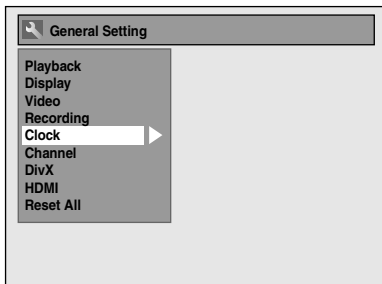 General Setting
Playback
Display
Video
Recording
Clock
Channel
DivX
HDMI
Reset All